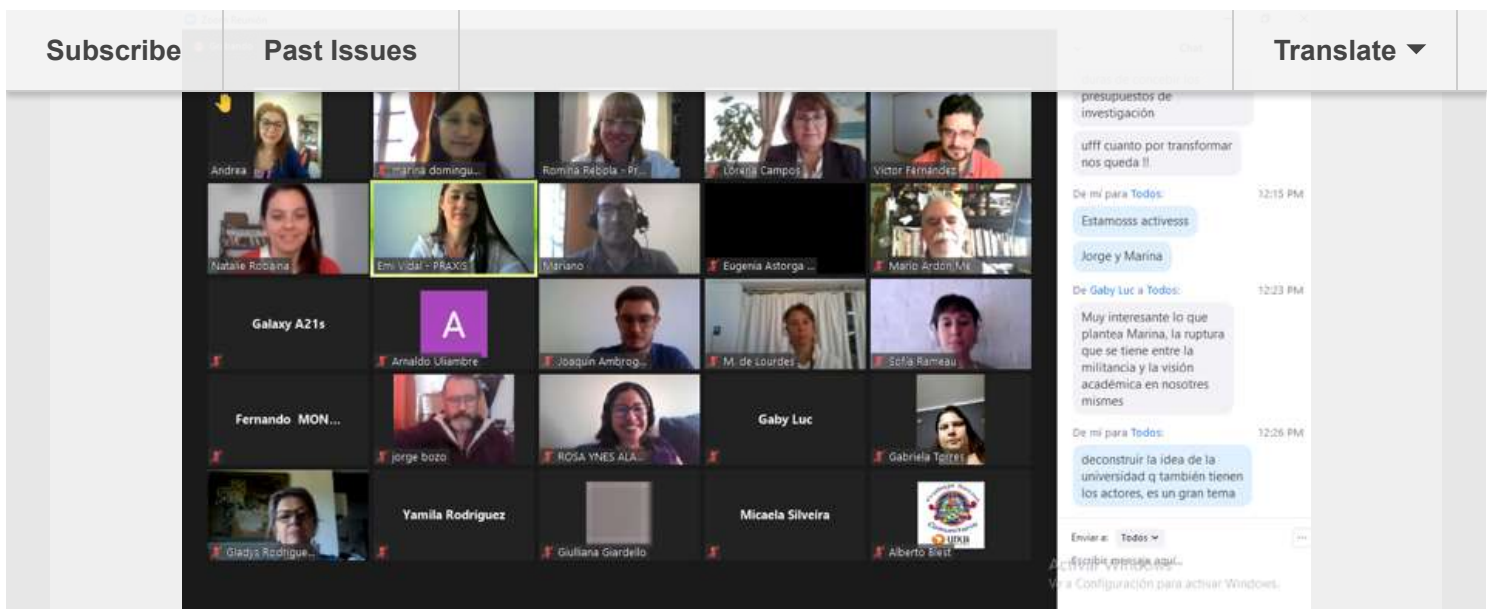 Subscribe
Past Issues
Translate
Andrea
marina domingu...
Romina Rebola - Pr...
Lorena Campos
Victor Fernández
Natalie Robaina
Emi Vidal - PRAXIS
Mariano
Eugenia Astorga ...
Mario Ardón Me
Galaxy A21s
A
Arnaldo Uliambre
Joaquin Ambrog...
M. de Lourdes
Sofía Rameau
Fernando MON...
jorge bozo
ROSA YNES ALA...
Gaby Luc
Gabriela Torres
Gladys Rodrigue...
Yamila Rodriguez
Giulliana Giardello
Micaela Silveira
Alberto Blest
presupuestos de
investigación
ufff cuanto por transformar
nos queda !!
De mí para Todos: 12:15 PM
Estamosss activesss
Jorge y Marina
De Gaby Luc a Todos: 12:23 PM
Muy interesante lo que
plantea Marina, la ruptura
que se tiene entre la
militancia y la visión
académica en nosotres
mismes
De mí para Todos: 12:26 PM
deconstruir la idea de la
universidad q también tienen
los actores, es un gran tema
Enviar a: Todos
Escribir mensaje aquí...
Activar Windows
Ve a Configuración para activar Windows.